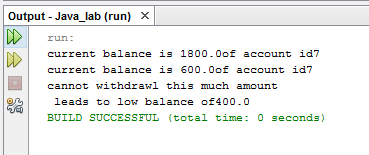 Output - Java_lab (run)
run:
current balance is 1800.0of account id7
current balance is 600.0of account id7
cannot withdrawl this much amount
 leads to low balance of400.0
BUILD SUCCESSFUL (total time: 0 seconds)